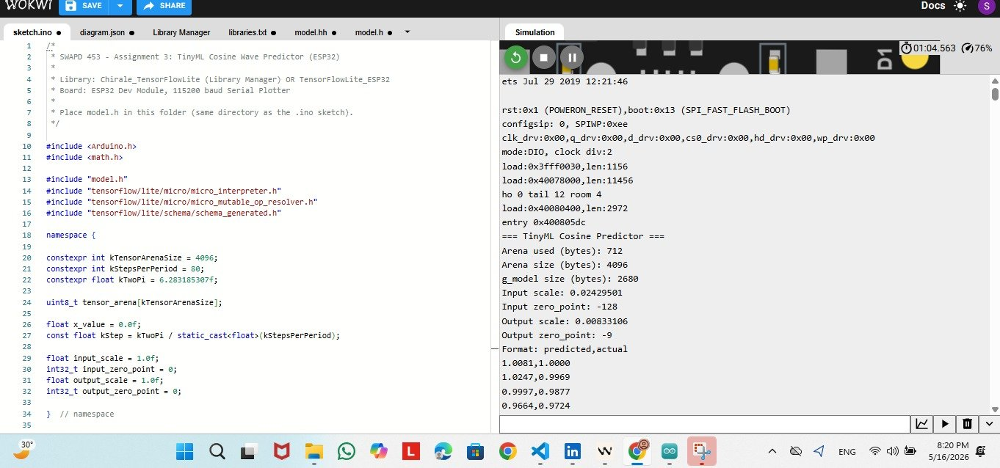 WOKWI
SAVE
SHARE
Docs
S
sketch.ino ●
diagram.json ●
Library Manager
libraries.txt ●
model.hh ●
model.h ●
1 /*
2  * SWAPD 453 - Assignment 3: TinyML Cosine Wave Predictor (ESP32)
3  *
4  * Library: Chirale_TensorFlowLite (Library Manager) OR TensorFlowLite_ESP32
5  * Board: ESP32 Dev Module, 115200 baud Serial Plotter
6  *
7  * Place model.h in this folder (same directory as the .ino sketch).
8  */
9
10 #include <Arduino.h>
11 #include <math.h>
12
13 #include "model.h"
14 #include "tensorflow/lite/micro/micro_interpreter.h"
15 #include "tensorflow/lite/micro/micro_mutable_op_resolver.h"
16 #include "tensorflow/lite/schema/schema_generated.h"
17
18 namespace {
19
20 constexpr int kTensorArenaSize = 4096;
21 constexpr int kStepsPerPeriod = 80;
22 constexpr float kTwoPi = 6.283185307f;
23
24 uint8_t tensor_arena[kTensorArenaSize];
25
26 float x_value = 0.0f;
27 const float kStep = kTwoPi / static_cast<float>(kStepsPerPeriod);
28
29 float input_scale = 1.0f;
30 int32_t input_zero_point = 0;
31 float output_scale = 1.0f;
32 int32_t output_zero_point = 0;
33
34 }  // namespace
35
Simulation
D1
01:04.563
76%
ets Jul 29 2019 12:21:46
rst:0x1 (POWERON_RESET),boot:0x13 (SPI_FAST_FLASH_BOOT)
configsip: 0, SPIWP:0xee
clk_drv:0x00,q_drv:0x00,d_drv:0x00,cs0_drv:0x00,hd_drv:0x00,wp_drv:0x00
mode:DIO, clock div:2
load:0x3fff0030,len:1156
load:0x40078000,len:11456
ho 0 tail 12 room 4
load:0x40080400,len:2972
entry 0x400805dc
=== TinyML Cosine Predictor ===
Arena used (bytes): 712
Arena size (bytes): 4096
g_model size (bytes): 2680
Input scale: 0.02429501
Input zero_point: -128
Output scale: 0.00833106
Output zero_point: -9
Format: predicted,actual
1.0081,1.0000
1.0247,0.9969
0.9997,0.9877
0.9664,0.9724
30°
L
in
W
ENG
8:20 PM
5/16/2026